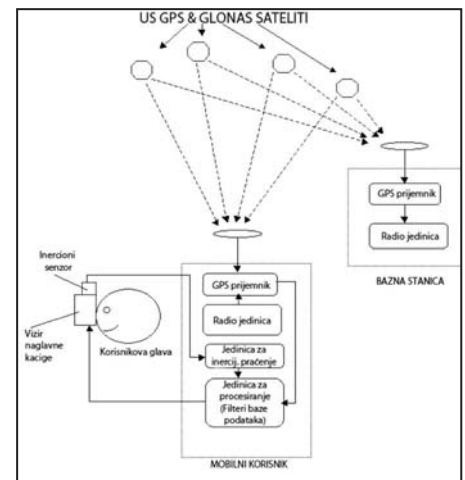 US GPS & GLONAS SATELITI
GPS prijemnik
Radio jedinica
BAZNA STANICA
Inercioni
senzor
Vizir
naglavne
kacige
Korisnikova glava
GPS prijemnik
Radio jedinica
Jedinica za
inercij. praćenje
Jedinica za
procesiranje
(Filteri baze
podataka)
MOBILNI KORISNIK